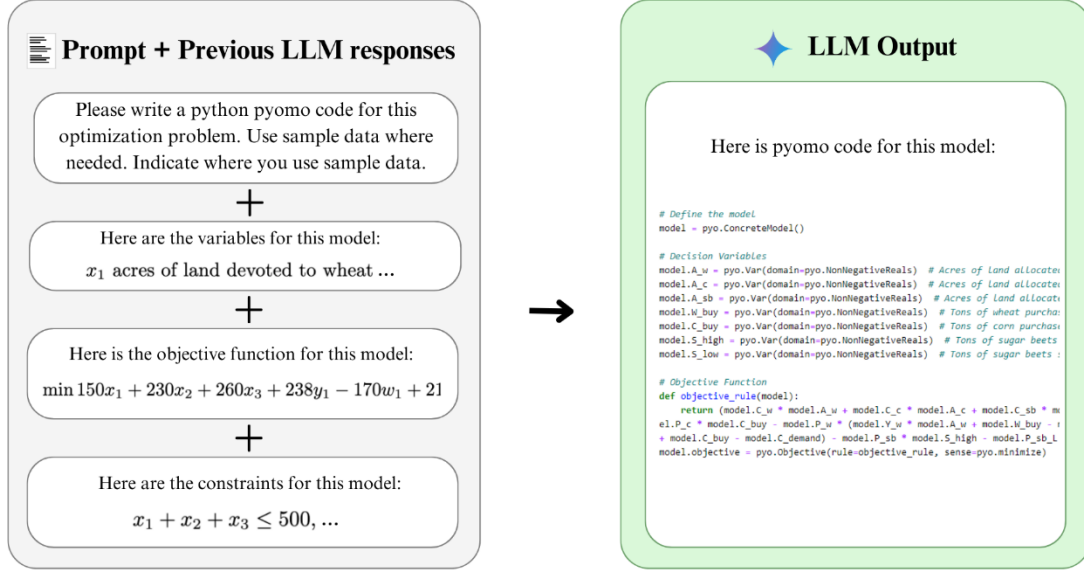 Prompt + Previous LLM responses
Please write a python pyomo code for this
optimization problem. Use sample data where
needed. Indicate where you use sample data.
+
Here are the variables for this model:
x₁ acres of land devoted to wheat ...
+
Here is the objective function for this model:
min 150x₁ + 230x₂ + 260x₃ + 238y₁ − 170w₁ + 21
+
Here are the constraints for this model:
x₁ + x₂ + x₃ ≤ 500, ...
LLM Output
Here is pyomo code for this model:
# Define the model
model = pyo.ConcreteModel()
# Decision Variables
model.A_w = pyo.Var(domain=pyo.NonNegativeReals)  # Acres of land allocate
model.A_c = pyo.Var(domain=pyo.NonNegativeReals)  # Acres of land allocate
model.A_sb = pyo.Var(domain=pyo.NonNegativeReals)  # Acres of land allocat
model.W_buy = pyo.Var(domain=pyo.NonNegativeReals)  # Tons of wheat purcha
model.C_buy = pyo.Var(domain=pyo.NonNegativeReals)  # Tons of corn purchas
model.S_high = pyo.Var(domain=pyo.NonNegativeReals)  # Tons of sugar beets
model.S_low = pyo.Var(domain=pyo.NonNegativeReals)  # Tons of sugar beets
# Objective Function
def objective_rule(model):
return (model.C_w * model.A_w + model.C_c * model.A_c + model.C_sb * m
el.P_c * model.C_buy - model.P_w * (model.Y_w * model.A_w + model.W_buy -
+ model.C_buy - model.C_demand) - model.P_sb * model.S_high - model.P_sb_L
model.objective = pyo.Objective(rule=objective_rule, sense=pyo.minimize)